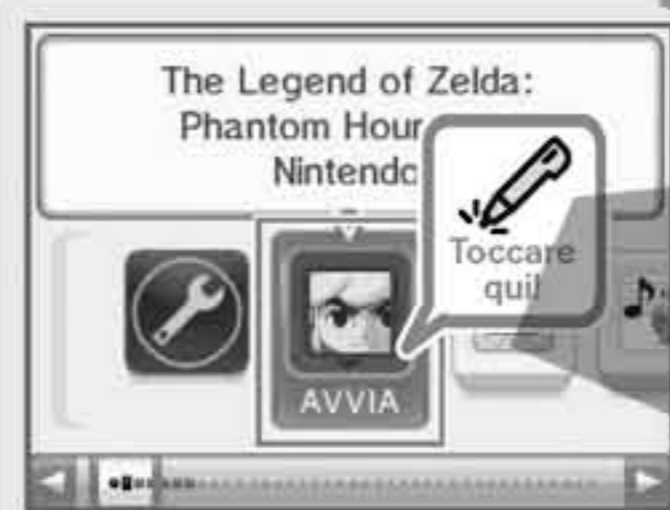 The Legend of Zelda:
Phantom Hour
Nintendo
Toccare
qui!
AVVIA